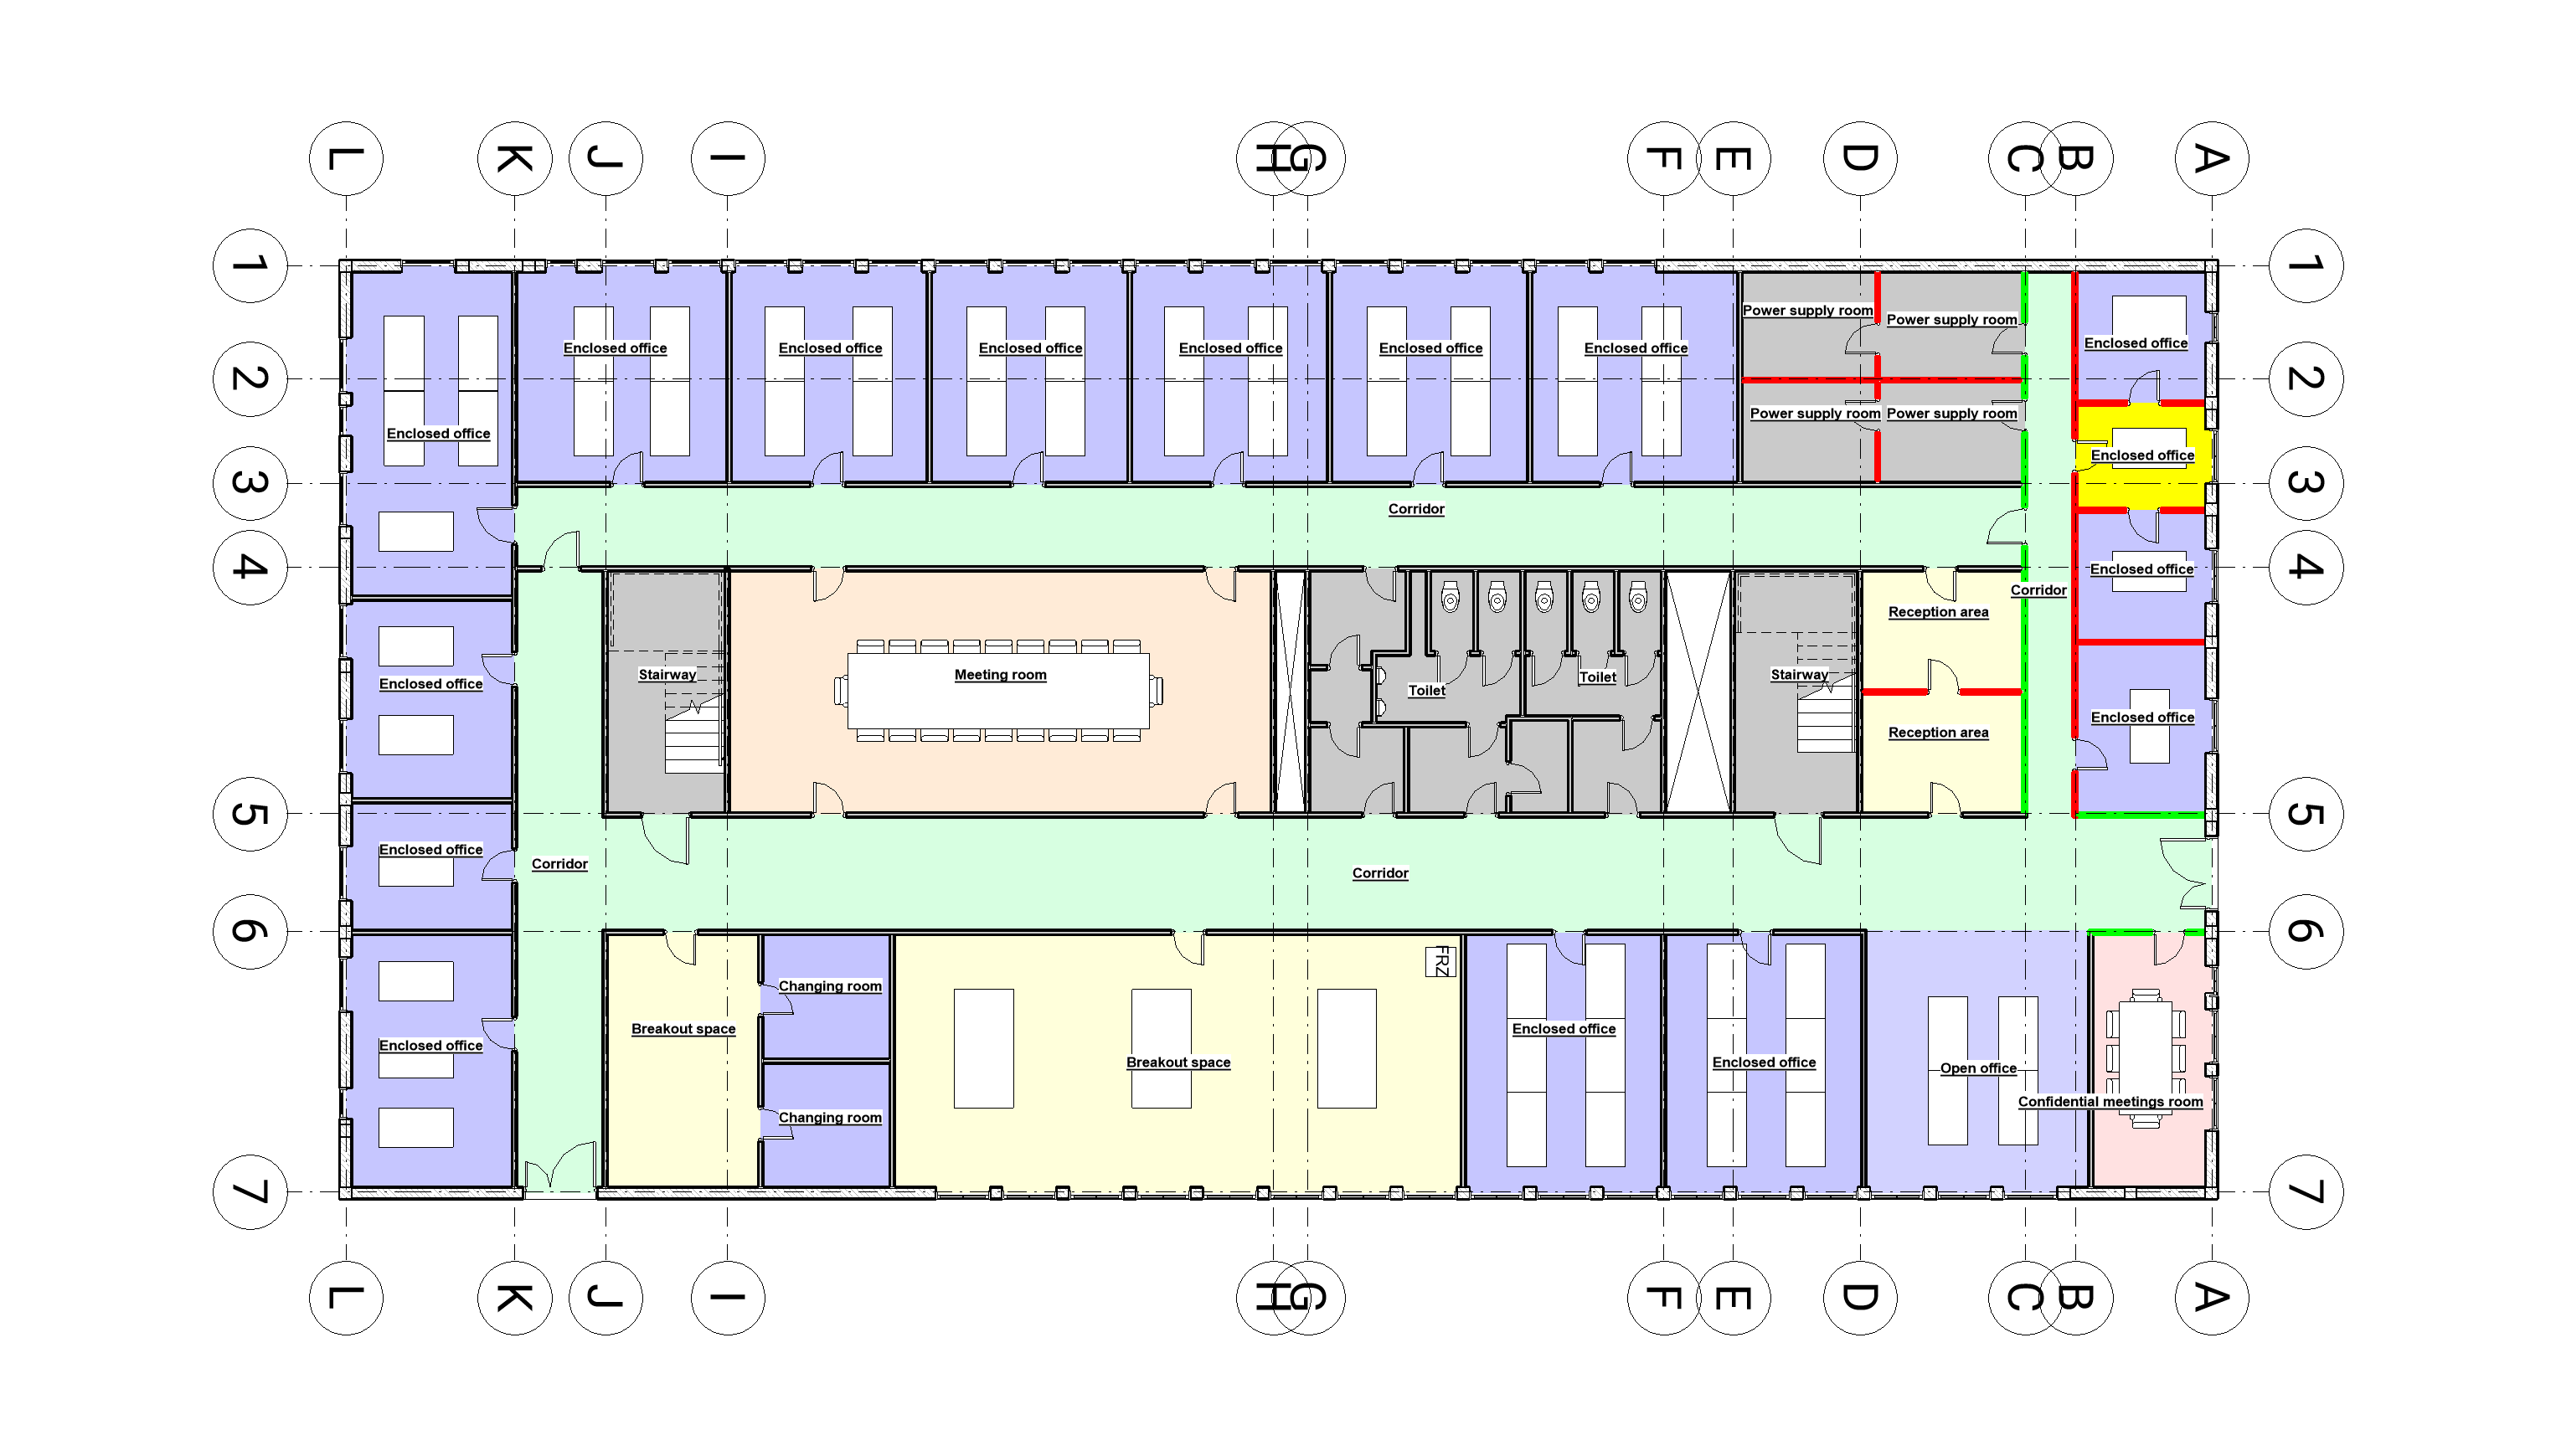 L K J I H G F E D C B A
1 1
Power supply room
Power supply room
Enclosed office
Enclosed office Enclosed office Enclosed office Enclosed office Enclosed office Enclosed office
2 2
Power supply room Power supply room
Enclosed office
Enclosed office
3 3
Corridor
4 4
Enclosed office
Corridor
Reception area
Stairway Meeting room Stairway
Toilet
Enclosed office
Toilet
Enclosed office
Reception area
5 5
Enclosed office
Corridor
Corridor
6 6
FRZ
Changing room
Breakout space
Enclosed office
Enclosed office
Breakout space
Enclosed office
Open office
Confidential meetings room
Changing room
7 7
L K J I H G F E D C B A